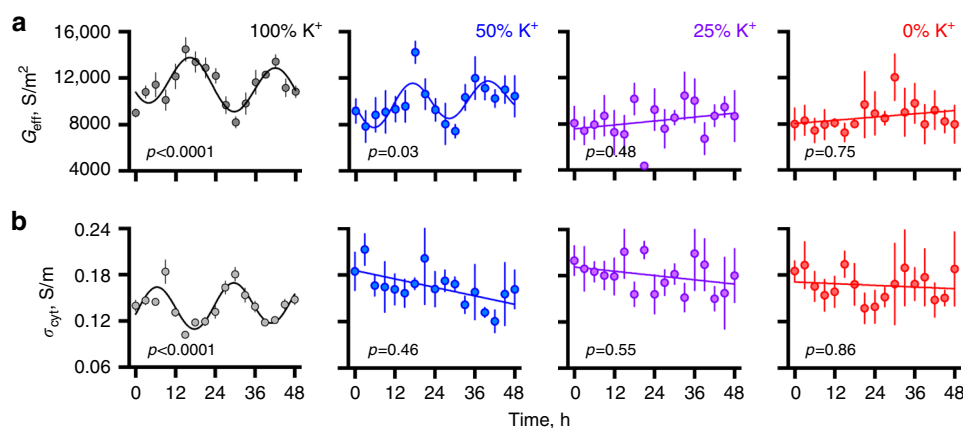 a
100% K+
50% K+
25% K+
0% K+
Geff, S/m²
16,000
12,000
8000
4000
p<0.0001
p=0.03
p=0.48
p=0.75
b
σcyt, S/m
0.24
0.18
0.12
0.06
p<0.0001
p=0.46
p=0.55
p=0.86
0 12 24 36 48 0 12 24 36 48 0 12 24 36 48 0 12 24 36 48
Time, h